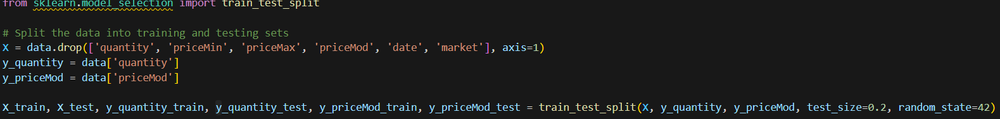 from sklearn.model_selection import train_test_split
# Split the data into training and testing sets
X = data.drop(['quantity', 'priceMin', 'priceMax', 'priceMod', 'date', 'market'], axis=1)
y_quantity = data['quantity']
y_priceMod = data['priceMod']
X_train, X_test, y_quantity_train, y_quantity_test, y_priceMod_train, y_priceMod_test = train_test_split(X, y_quantity, y_priceMod, test_size=0.2, random_state=42)